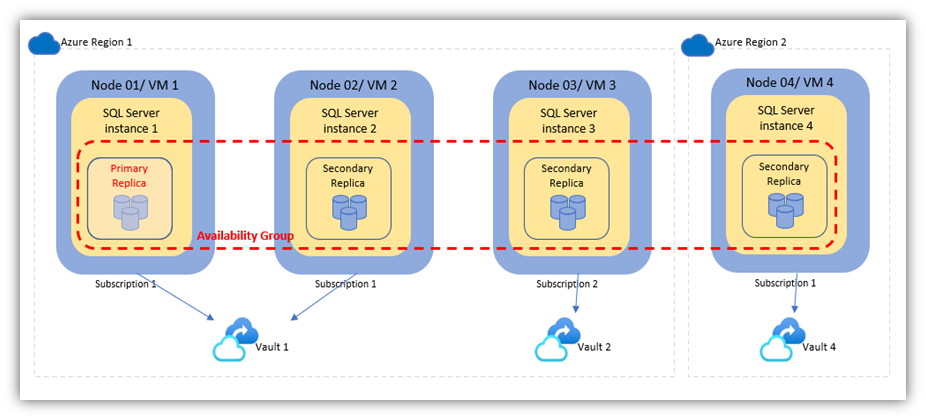 Azure Region 1
Azure Region 2
Node 01/ VM 1
Node 02/ VM 2
Node 03/ VM 3
Node 04/ VM 4
SQL Server
instance 1
SQL Server
instance 2
SQL Server
instance 3
SQL Server
instance 4
Primary
Replica
Secondary
Replica
Secondary
Replica
Secondary
Replica
Availability Group
Subscription 1
Subscription 1
Subscription 2
Subscription 1
Vault 1
Vault 2
Vault 4